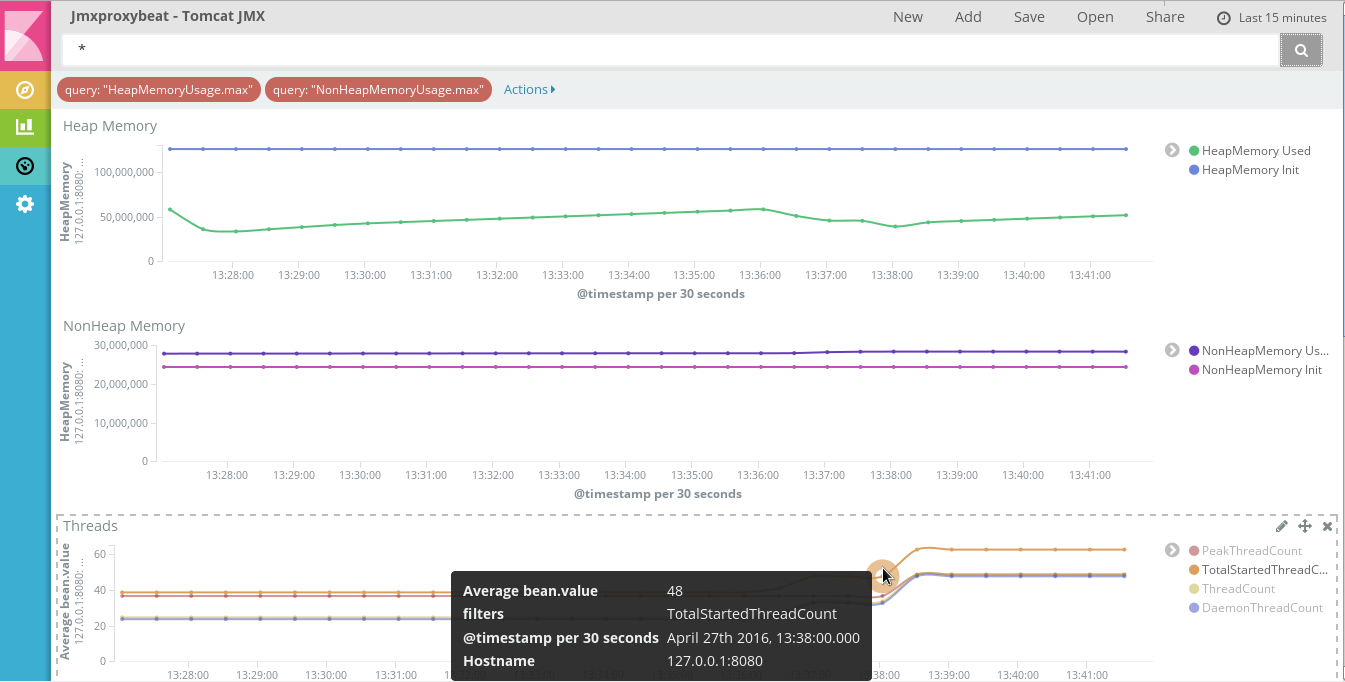 Jmxproxybeat - Tomcat JMX
New Add Save Open Share Last 15 minutes
*
query: "HeapMemoryUsage.max" query: "NonHeapMemoryUsage.max" Actions
Heap Memory
HeapMemory
127.0.0.1:8080: ...
100,000,000
50,000,000
0
13:28:00 13:29:00 13:30:00 13:31:00 13:32:00 13:33:00 13:34:00 13:35:00 13:36:00 13:37:00 13:38:00 13:39:00 13:40:00 13:41:00
@timestamp per 30 seconds
HeapMemory Used
HeapMemory Init
NonHeap Memory
HeapMemory
127.0.0.1:8080: ...
30,000,000
20,000,000
10,000,000
0
13:28:00 13:29:00 13:30:00 13:31:00 13:32:00 13:33:00 13:34:00 13:35:00 13:36:00 13:37:00 13:38:00 13:39:00 13:40:00 13:41:00
@timestamp per 30 seconds
NonHeapMemory Us...
NonHeapMemory Init
Threads
Average bean.value
127.0.0.1:8080: ...
60
40
20
0
13:28:00 13:29:00 13:30:00 13:31 :38:00 13:39:00 13:40:00 13:41:00
PeakThreadCount
TotalStartedThreadC...
ThreadCount
DaemonThreadCount
Average bean.value 48
filters TotalStartedThreadCount
@timestamp per 30 seconds April 27th 2016, 13:38:00.000
Hostname 127.0.0.1:8080